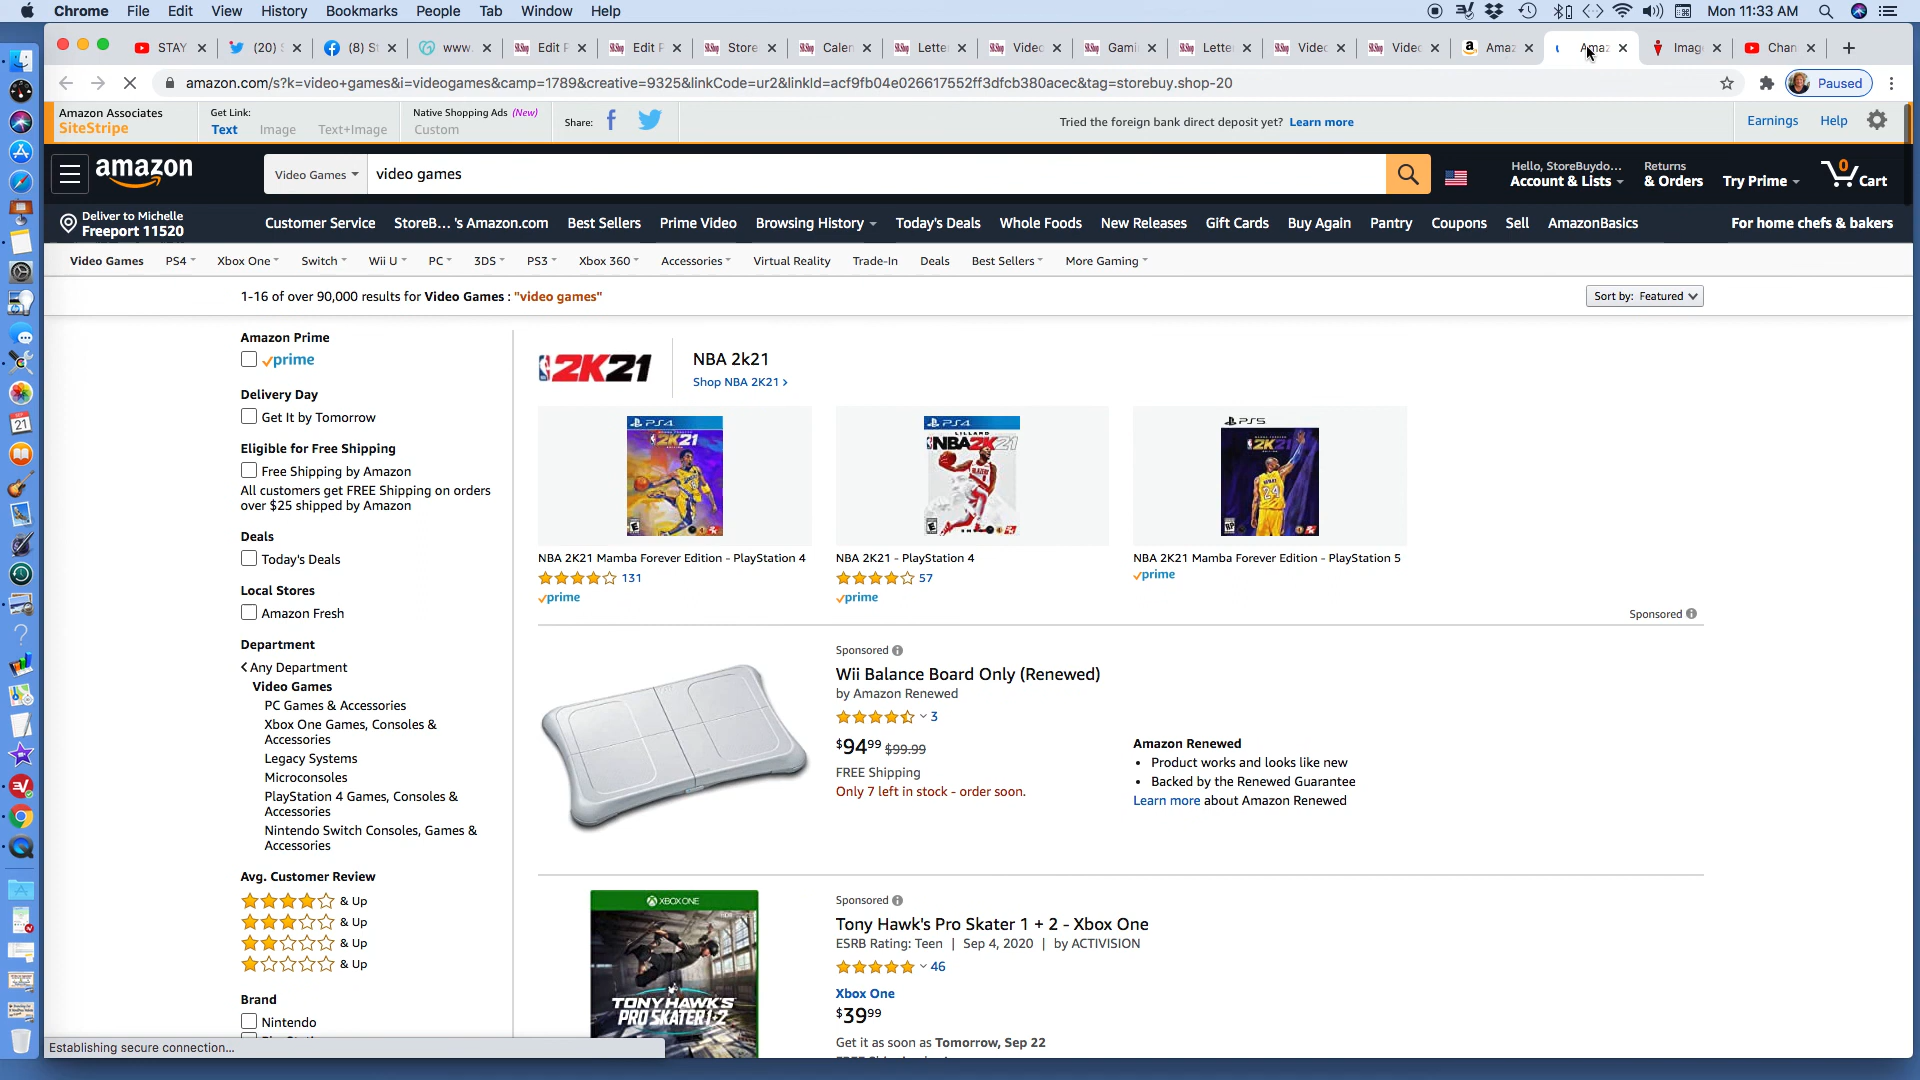 Chrome File Edit View History Bookmarks People Tab Window Help Mon 11:33 AM
STAY (20) (8) St www. Edit P Edit P Store Calen Letter Video Gami Letter Video Video Amaz Amaz Imag Chan
amazon.com/s?k=video+games&i=videogames&camp=1789&creative=9325&linkCode=ur2&linkId=acf9fb04e026617552ff3dfcb380acec&tag=storebuy.shop-20 Paused
Amazon Associates
SiteStripe
Get Link:
Text Image Text+Image
Native Shopping Ads (New)
Custom
Share:
Tried the foreign bank direct deposit yet? Learn more
Earnings Help
amazon
Video Games
video games
Hello, StoreBuydo...
Account & Lists
Returns
& Orders
Try Prime
0
Cart
Deliver to Michelle
Freeport 11520
Customer Service StoreB... 's Amazon.com Best Sellers Prime Video Browsing History Today's Deals Whole Foods New Releases Gift Cards Buy Again Pantry Coupons Sell AmazonBasics For home chefs & bakers
Video Games PS4 Xbox One Switch Wii U PC 3DS PS3 Xbox 360 Accessories Virtual Reality Trade-In Deals Best Sellers More Gaming
1-16 of over 90,000 results for Video Games : "video games"
Sort by: Featured
Amazon Prime
prime
Delivery Day
Get It by Tomorrow
Eligible for Free Shipping
Free Shipping by Amazon
All customers get FREE Shipping on orders
over $25 shipped by Amazon
Deals
Today's Deals
Local Stores
Amazon Fresh
Department
Any Department
Video Games
PC Games & Accessories
Xbox One Games, Consoles &
Accessories
Legacy Systems
Microconsoles
PlayStation 4 Games, Consoles &
Accessories
Nintendo Switch Consoles, Games &
Accessories
Avg. Customer Review
& Up
& Up
& Up
& Up
Brand
Nintendo
2K21
NBA 2k21
Shop NBA 2K21 ›
PS4
2K21
PS4
LILLARD
NBA2K21
PS5
2K21
24
NBA 2K21 Mamba Forever Edition - PlayStation 4
131
prime
NBA 2K21 - PlayStation 4
57
prime
NBA 2K21 Mamba Forever Edition - PlayStation 5
prime
Sponsored
Sponsored
Wii Balance Board Only (Renewed)
by Amazon Renewed
3
$94⁹⁹ $99.99
FREE Shipping
Only 7 left in stock - order soon.
Amazon Renewed
• Product works and looks like new
• Backed by the Renewed Guarantee
Learn more about Amazon Renewed
Sponsored
Tony Hawk's Pro Skater 1 + 2 - Xbox One
ESRB Rating: Teen | Sep 4, 2020 | by ACTIVISION
46
Xbox One
$39⁹⁹
Get it as soon as Tomorrow, Sep 22
XBOX ONE
TONY HAWK'S
PRO SKATER 1+2
Establishing secure connection...